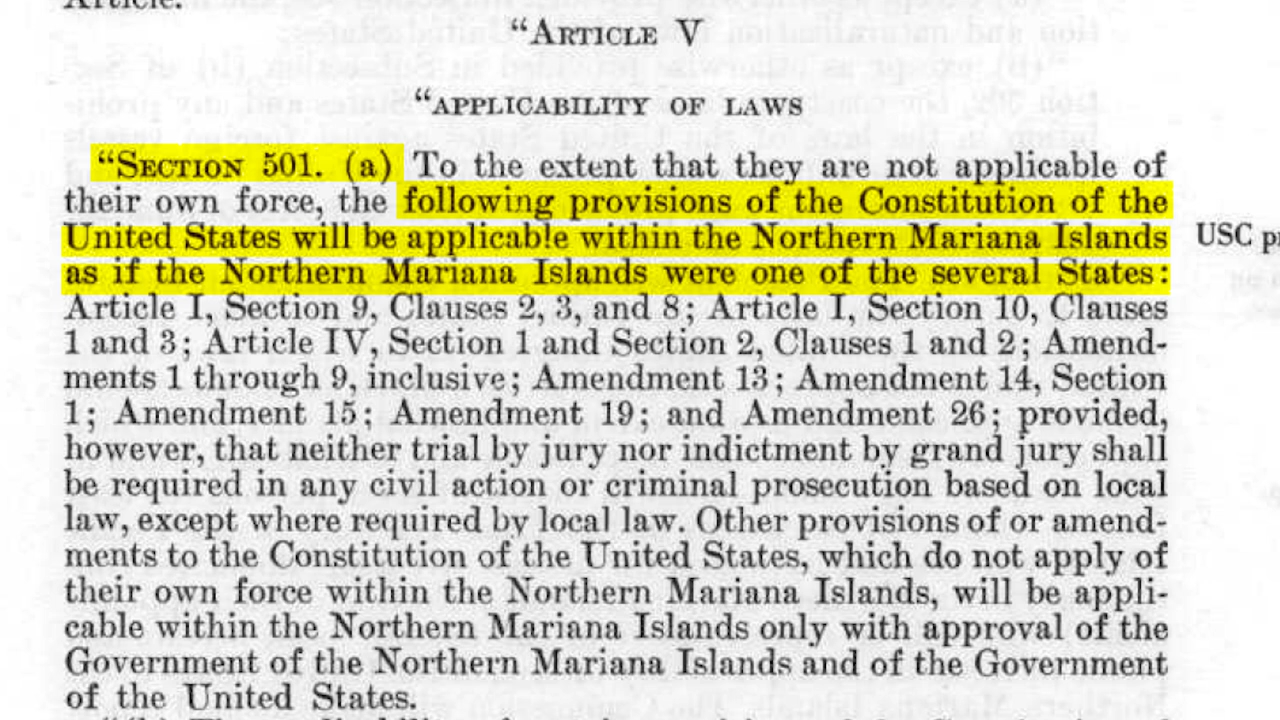 Article.
“ARTICLE V
“APPLICABILITY OF LAWS
“SECTION 501. (a) To the extent that they are not applicable of
their own force, the following provisions of the Constitution of the
United States will be applicable within the Northern Mariana Islands
USC
as if the Northern Mariana Islands were one of the several States:
Article I, Section 9, Clauses 2, 3, and 8; Article I, Section 10, Clauses
1 and 3; Article IV, Section 1 and Section 2, Clauses 1 and 2; Amend-
ments 1 through 9, inclusive; Amendment 13; Amendment 14, Section
1; Amendment 15; Amendment 19; and Amendment 26; provided,
however, that neither trial by jury nor indictment by grand jury shall
be required in any civil action or criminal prosecution based on local
law, except where required by local law. Other provisions of or amend-
ments to the Constitution of the United States, which do not apply of
their own force within the Northern Mariana Islands, will be appli-
cable within the Northern Mariana Islands only with approval of the
Government of the Northern Mariana Islands and of the Government
of the United States.